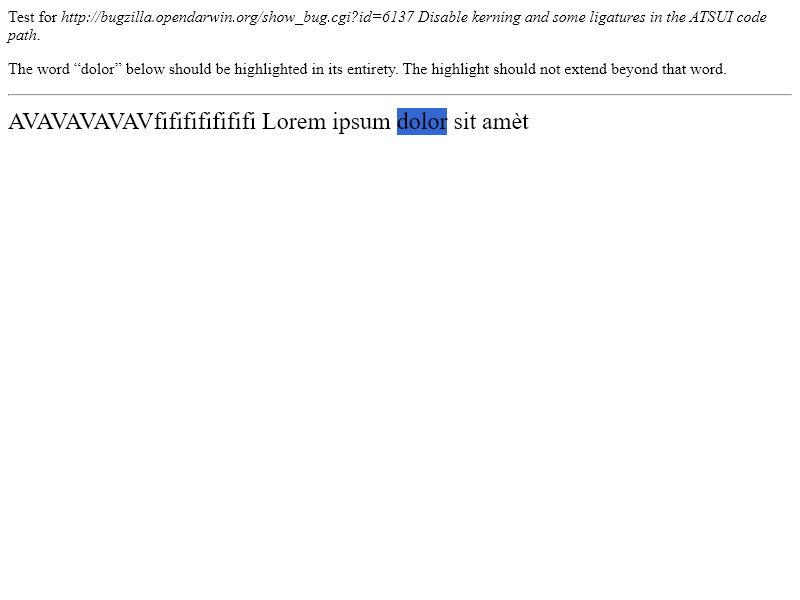 Test for http://bugzilla.opendarwin.org/show_bug.cgi?id=6137 Disable kerning and some ligatures in the ATSUI code
path.
The word “dolor” below should be highlighted in its entirety. The highlight should not extend beyond that word.
AVAVAVAVAVfifififififififi Lorem ipsum dolor sit amèt